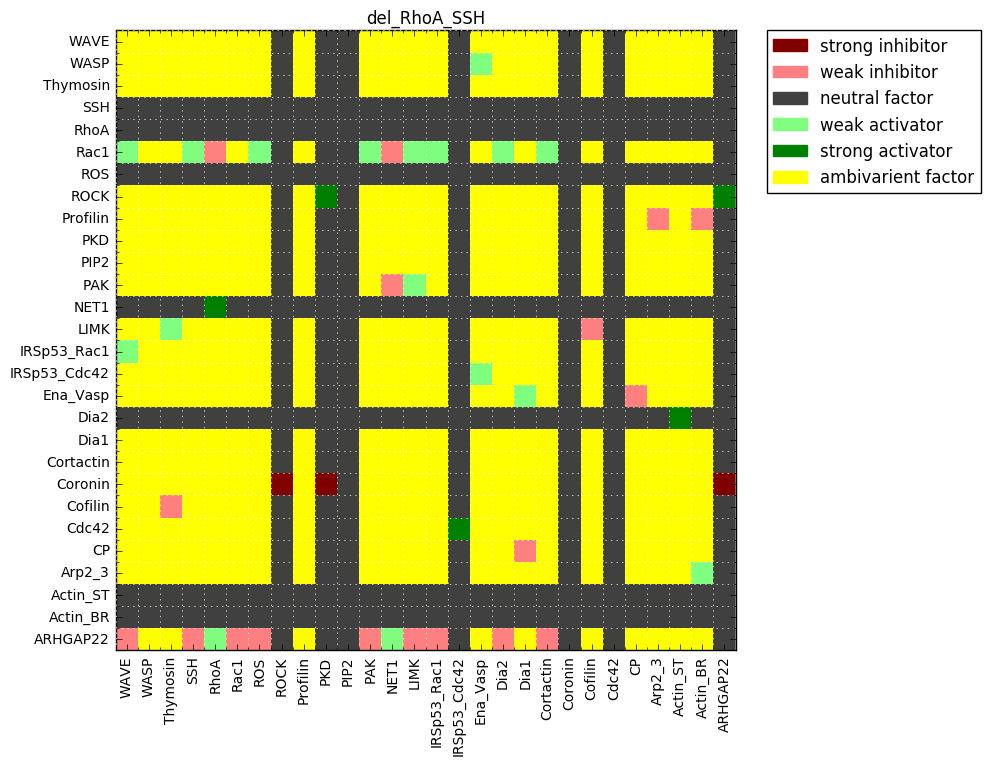 del_RhoA_SSH
WAVE
WASP
Thymosin
SSH
RhoA
Rac1
ROS
ROCK
Profilin
PKD
PIP2
PAK
NET1
LIMK
IRSp53_Rac1
IRSp53_Cdc42
Ena_Vasp
Dia2
Dia1
Cortactin
Coronin
Cofilin
Cdc42
CP
Arp2_3
Actin_ST
Actin_BR
ARHGAP22
WAVE
WASP
Thymosin
SSH
RhoA
Rac1
ROS
ROCK
Profilin
PKD
PIP2
PAK
NET1
LIMK
IRSp53_Rac1
IRSp53_Cdc42
Ena_Vasp
Dia2
Dia1
Cortactin
Coronin
Cofilin
Cdc42
CP
Arp2_3
Actin_ST
Actin_BR
ARHGAP22
strong inhibitor
weak inhibitor
neutral factor
weak activator
strong activator
ambivarient factor